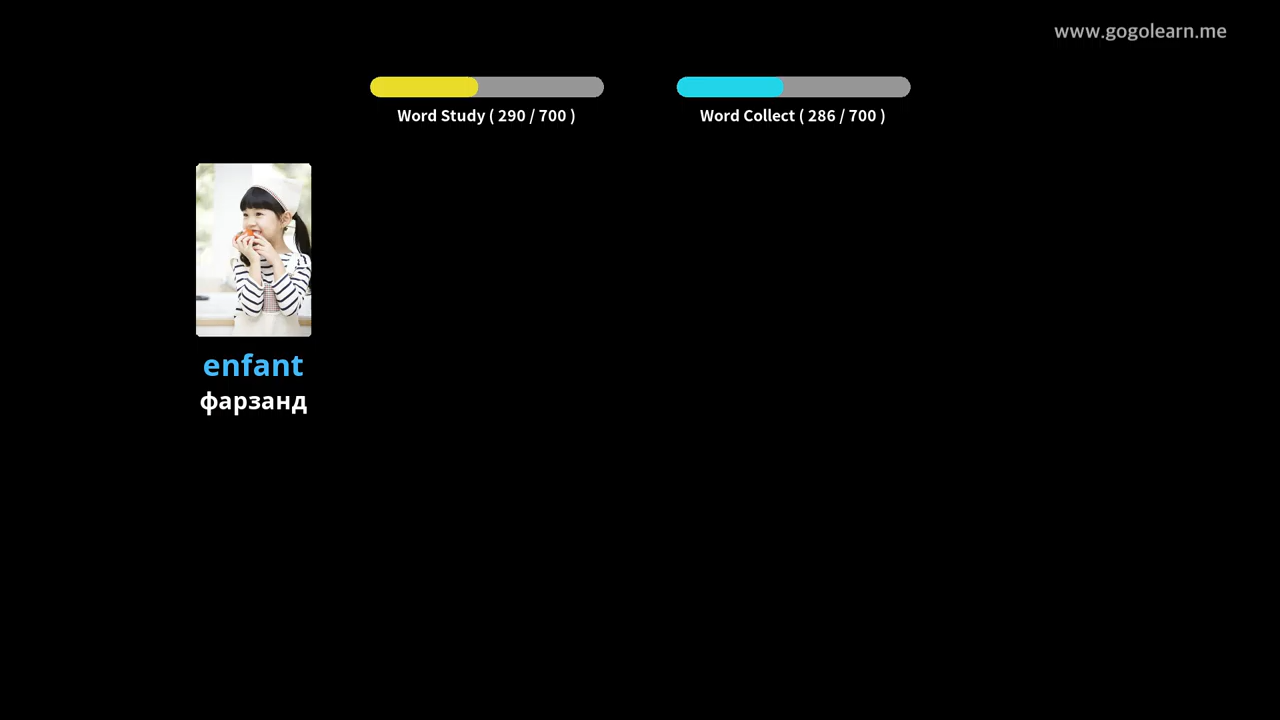 www.gogolearn.me
Word Study ( 290 / 700 )
Word Collect ( 286 / 700 )
enfant
фарзанд